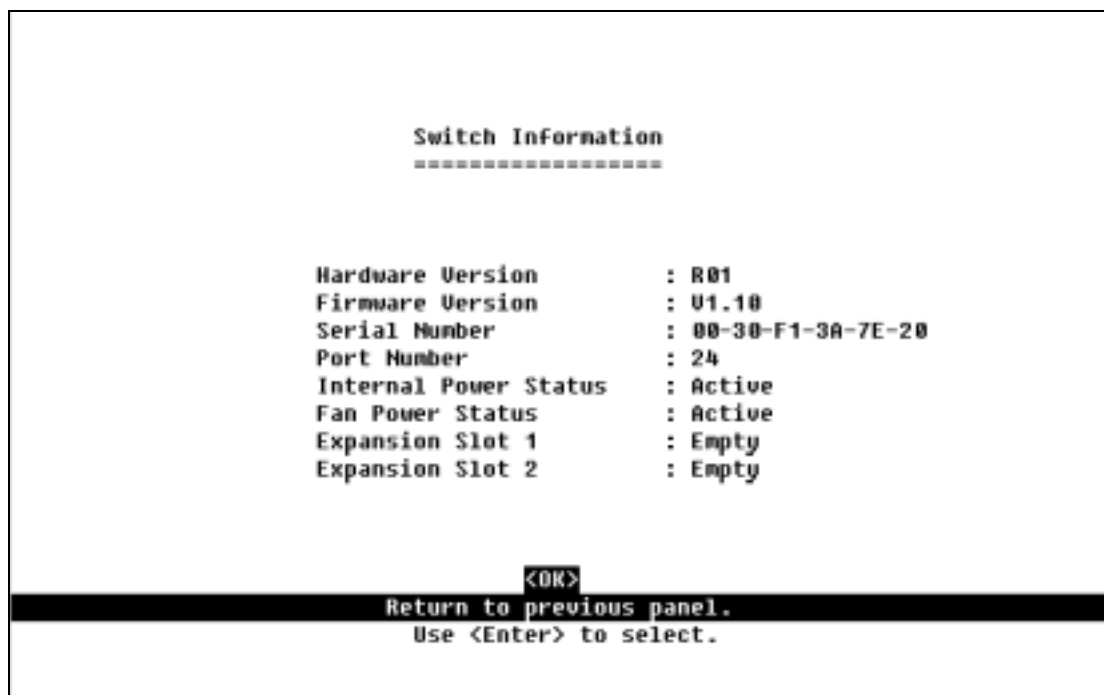 Switch Information
==================
Hardware Version : R01
Firmware Version : V1.10
Serial Number : 00-30-F1-3A-7E-20
Port Number : 24
Internal Power Status : Active
Fan Power Status : Active
Expansion Slot 1 : Empty
Expansion Slot 2 : Empty
<OK>
Return to previous panel.
Use <Enter> to select.